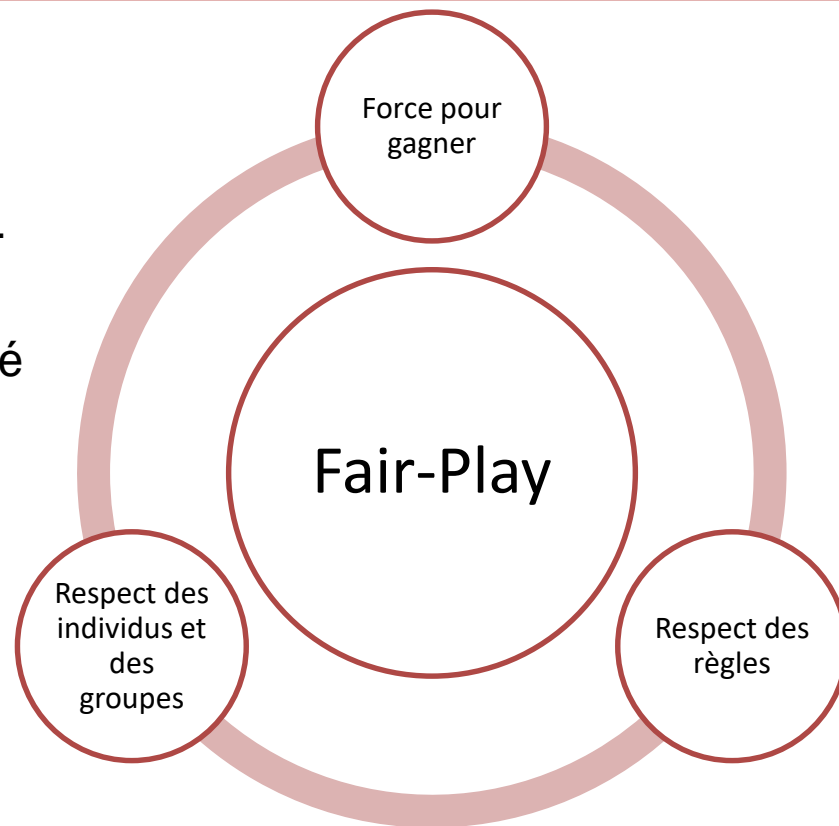 Force pour
gagner
é
Fair-Play
Respect des
individus et
des
groupes
Respect des
règles